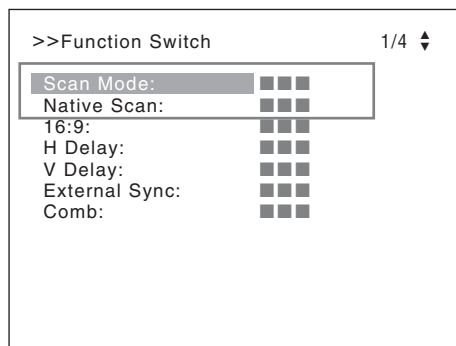 >>Function Switch 1/4
Scan Mode: ■■■
Native Scan: ■■■
16:9: ■■■
H Delay: ■■■
V Delay: ■■■
External Sync: ■■■
Comb: ■■■